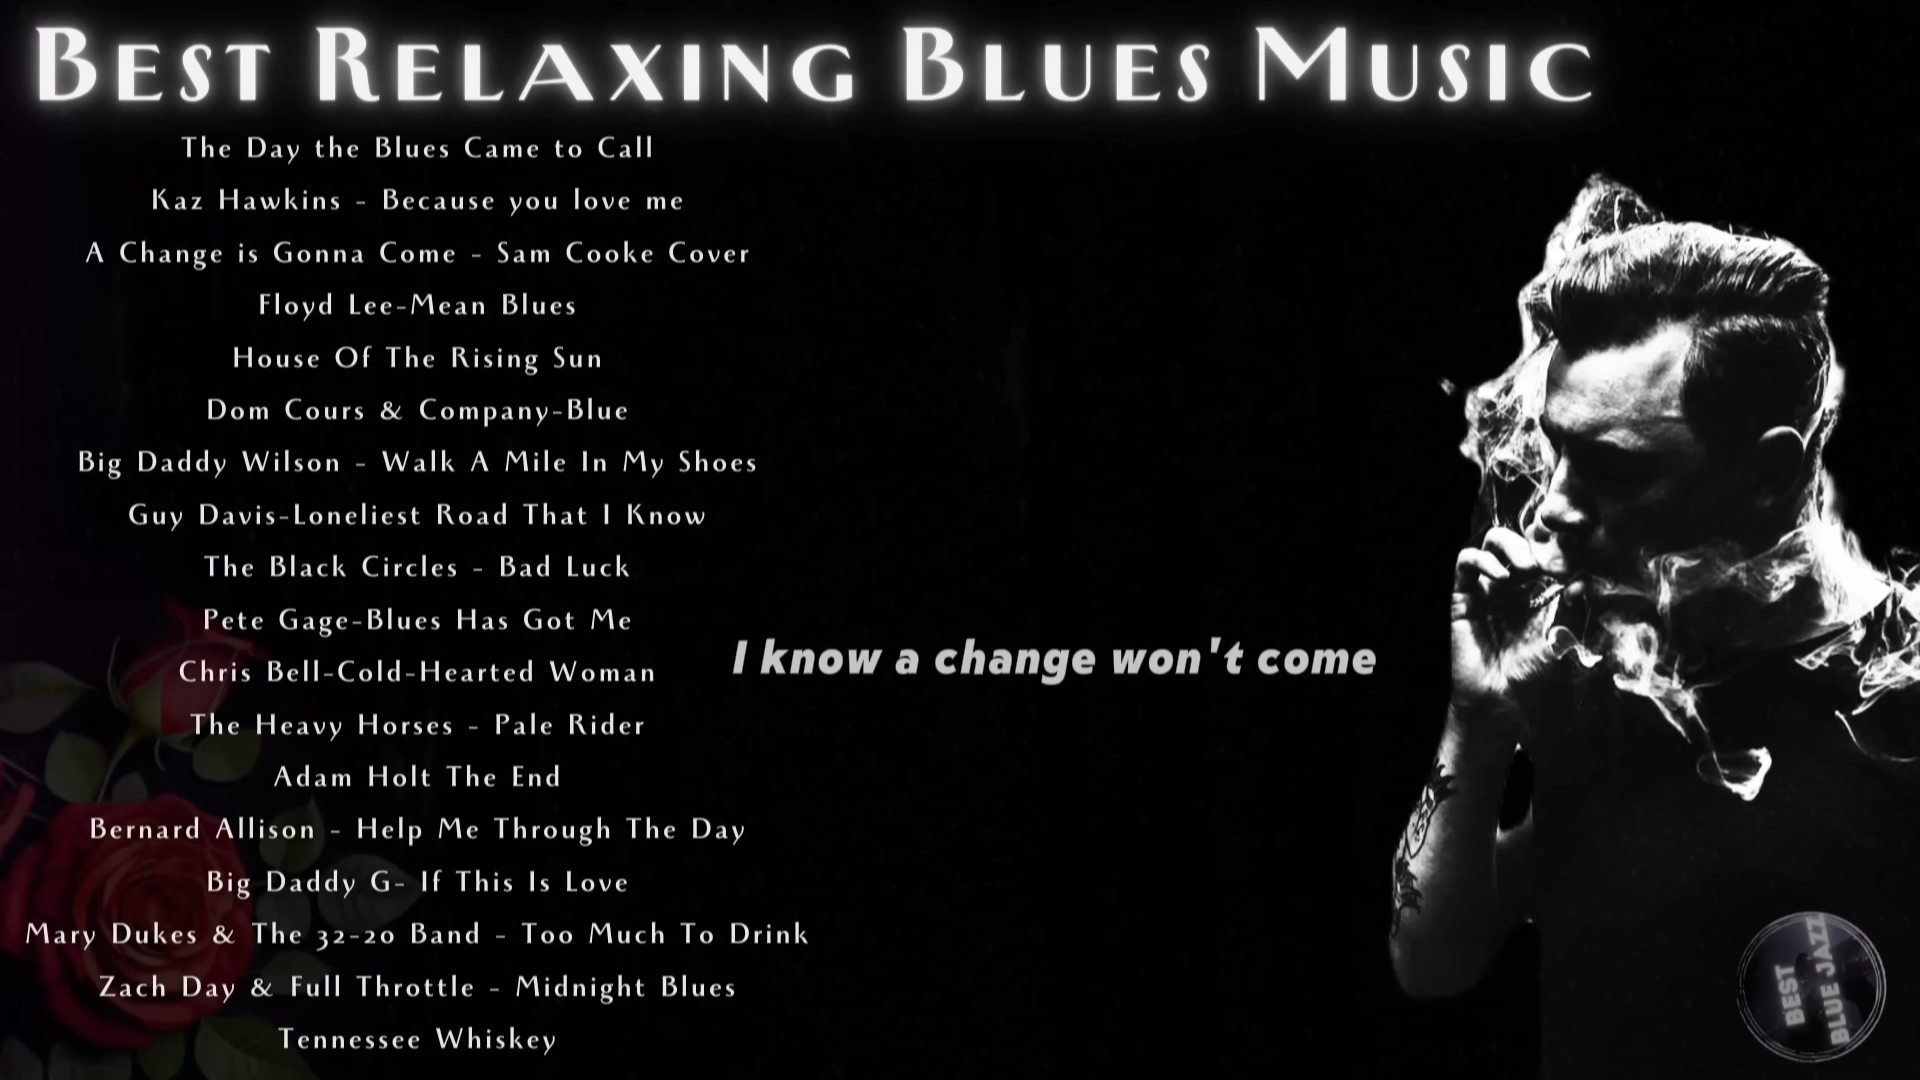 Best Relaxing Blues Music
The Day the Blues Came to Call
Kaz Hawkins - Because you love me
A Change is Gonna Come - Sam Cooke Cover
Floyd Lee-Mean Blues
House Of The Rising Sun
Dom Cours & Company-Blue
Big Daddy Wilson - Walk A Mile In My Shoes
Guy Davis-Loneliest Road That I Know
The Black Circles - Bad Luck
Pete Gage-Blues Has Got Me
Chris Bell-Cold-Hearted Woman
The Heavy Horses - Pale Rider
Adam Holt The End
Bernard Allison - Help Me Through The Day
Big Daddy G- If This Is Love
Mary Dukes & The 32-20 Band - Too Much To Drink
Zach Day & Full Throttle - Midnight Blues
Tennessee Whiskey
I know a change won't come
BEST
BLUE JAZZ